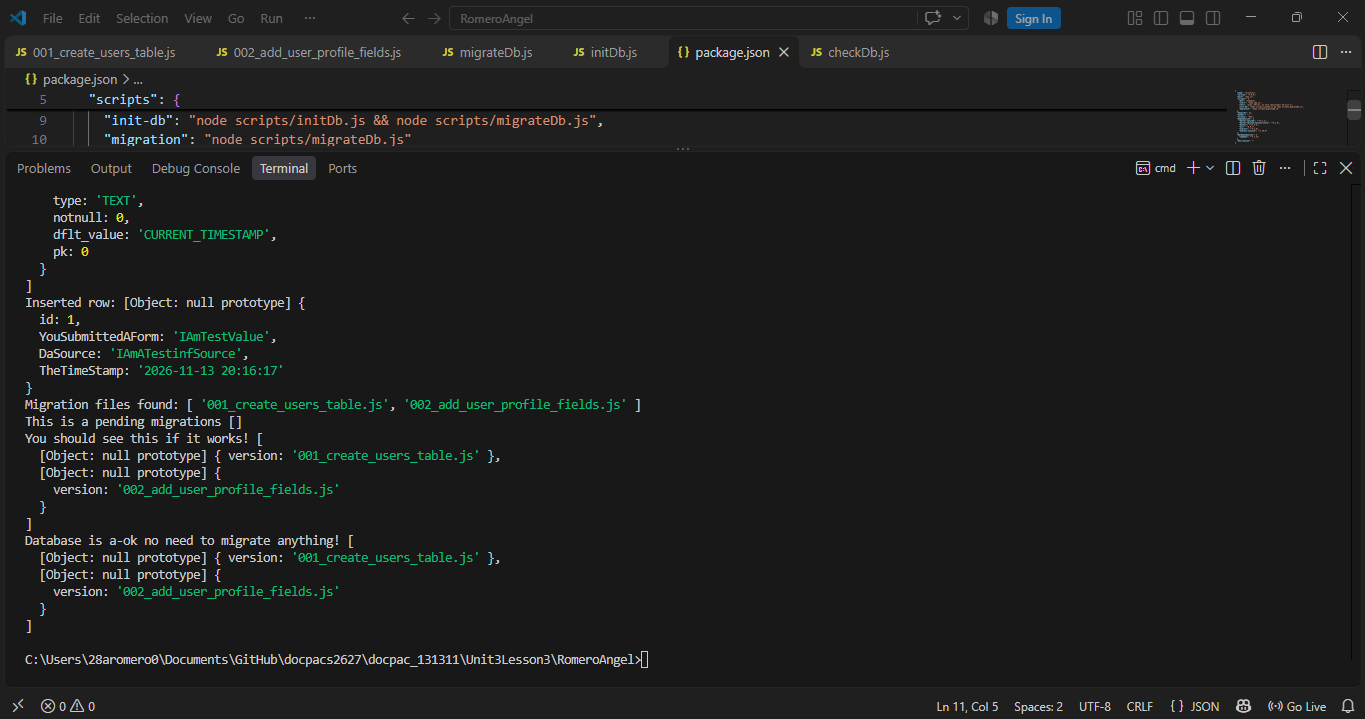 File Edit Selection View Go Run ··· RomeroAngel Sign In
JS 001_create_users_table.js JS 002_add_user_profile_fields.js JS migrateDb.js JS initDb.js {} package.json JS checkDb.js
{} package.json > ...
5 "scripts": {
9 "init-db": "node scripts/initDb.js && node scripts/migrateDb.js",
10 "migration": "node scripts/migrateDb.js"
Problems Output Debug Console Terminal Ports cmd
type: 'TEXT',
notnull: 0,
dflt_value: 'CURRENT_TIMESTAMP',
pk: 0
}
]
Inserted row: [Object: null prototype] {
id: 1,
YouSubmittedAForm: 'IAmTestValue',
DaSource: 'IAmATestinfSource',
TheTimeStamp: '2026-11-13 20:16:17'
}
Migration files found: [ '001_create_users_table.js', '002_add_user_profile_fields.js' ]
This is a pending migrations []
You should see this if it works! [
[Object: null prototype] { version: '001_create_users_table.js' },
[Object: null prototype] {
version: '002_add_user_profile_fields.js'
}
]
Database is a-ok no need to migrate anything! [
[Object: null prototype] { version: '001_create_users_table.js' },
[Object: null prototype] {
version: '002_add_user_profile_fields.js'
}
]
C:\Users\28aromero0\Documents\GitHub\docpacs2627\docpac_131311\Unit3Lesson3\RomeroAngel>
0 0 Ln 11, Col 5 Spaces: 2 UTF-8 CRLF {} JSON Go Live